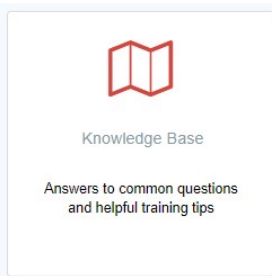 Knowledge Base
Answers to common questions
and helpful training tips